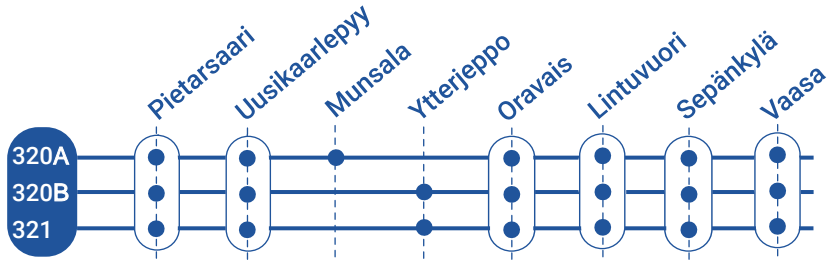 Pietarsaari
Uusikaarlepyy
Munsala
Ytterjeppo
Oravais
Lintuvuori
Sepänkylä
Vaasa
320A
320B
321